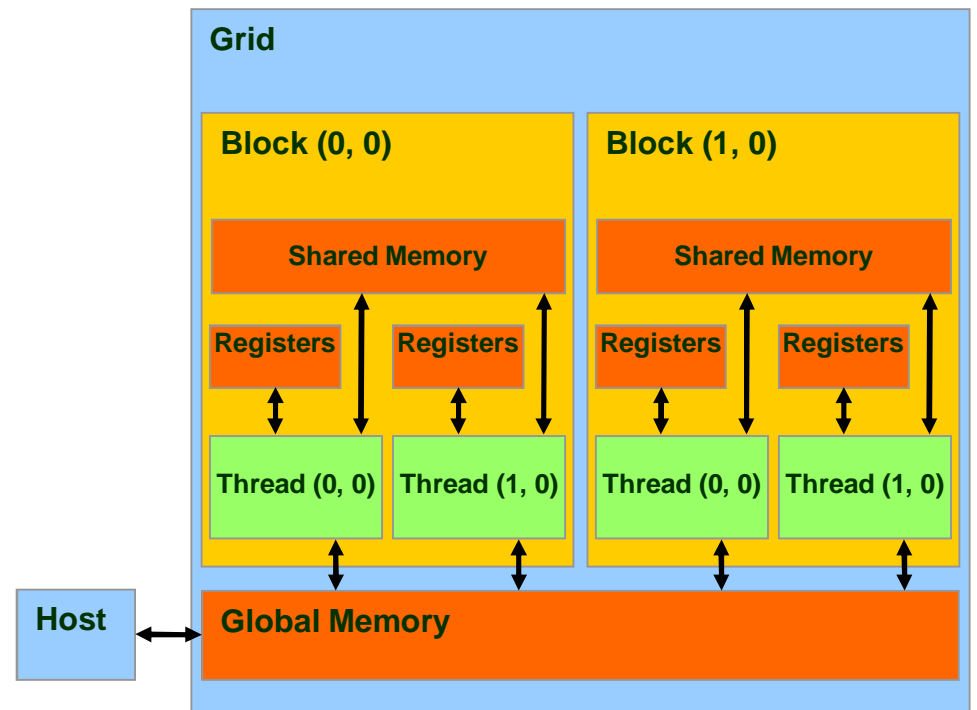 Grid
Block (0, 0)
Block (1, 0)
Shared Memory
Shared Memory
Registers
Registers
Registers
Registers
Thread (0, 0)
Thread (1, 0)
Thread (0, 0)
Thread (1, 0)
Host
Global Memory